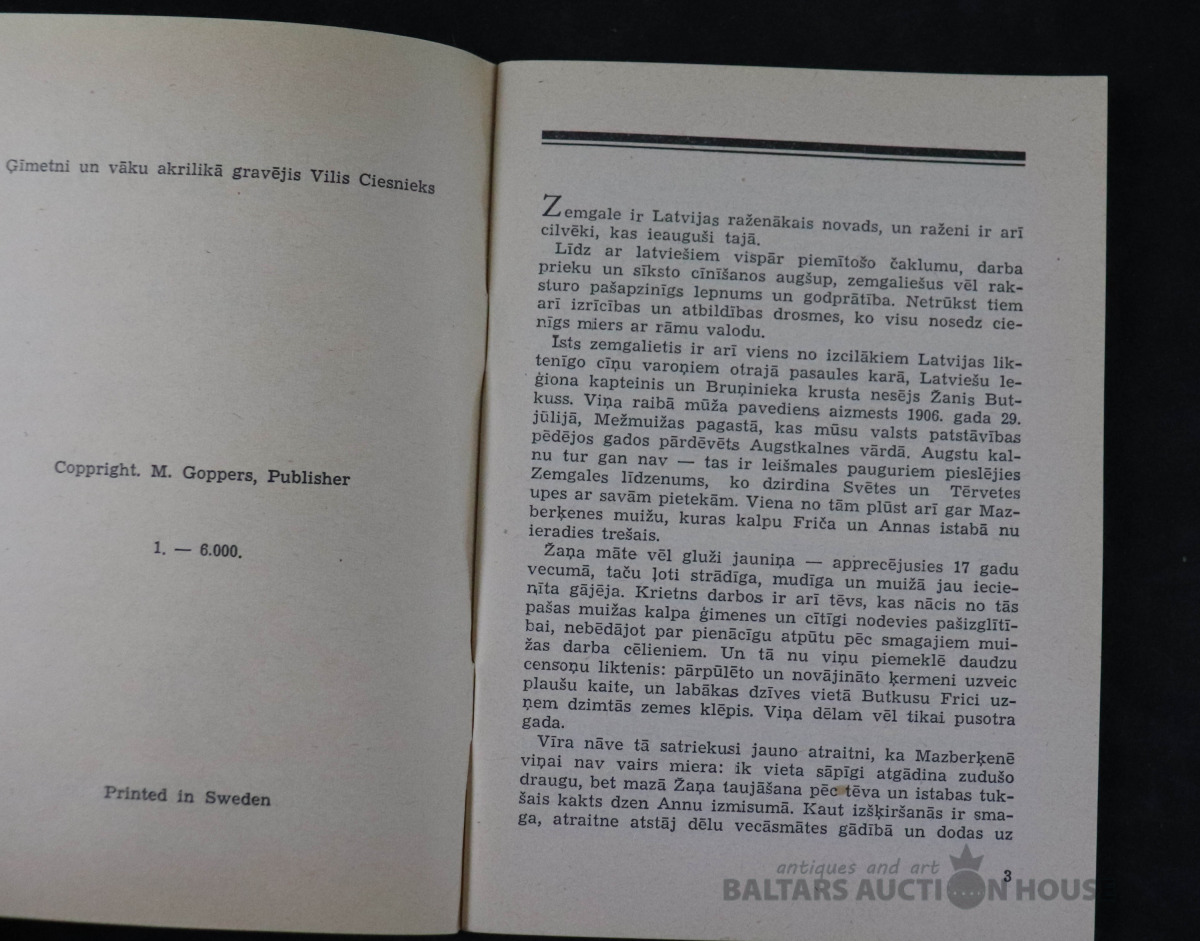 Ģīmetni un vāku akrilikā gravējis Vilis Ciesnieks
Coppright. M. Goppers, Publisher
1. — 6.000.
Printed in Sweden
Zemgale ir Latvijas raženākais novads, un raženi ir arī
cilvēki, kas ieauguši tajā.
Līdz ar latviešiem vispār piemītošo čaklumu, darba
prieku un sīksto cīnīšanos augšup, zemgaliešus vēl rak-
sturo pašapzinīgs lepnums un godprātība. Netrūkst tiem
arī izrīcības un atbildības drosmes, ko visu nosedz cie-
nīgs miers ar rāmu valodu.
Ists zemgalietis ir arī viens no izcilākiem Latvijas lik-
tenīgo cīņu varoņiem otrajā pasaules karā, Latviešu le-
ģiona kapteinis un Bruņinieka krusta nesējs Žanis But-
kuss. Viņa raibā mūža pavediens aizmests 1906. gada 29.
jūlijā, Mežmuižas pagastā, kas mūsu valsts patstāvības
pēdējos gados pārdēvēts Augstkalnes vārdā. Augstu kal-
nu tur gan nav — tas ir leišmales pauguriem pieslējies
Zemgales līdzenums, ko dzirdina Svētes un Tērvetes
upes ar savām pietekām. Viena no tām plūst arī gar Maz-
berķenes muižu, kuras kalpu Friča un Annas istabā nu
ieradies trešais.
Žaņa māte vēl gluži jauniņa — apprecējusies 17 gadu
vecumā, taču ļoti strādīga, mudīga un muižā jau iecie-
nīta gājēja. Krietns darbos ir arī tēvs, kas nācis no tās
pašas muižas kalpa ģimenes un cītīgi nodevies pašizglītī-
bai, nebēdājot par pienācīgu atpūtu pēc smagajiem mui-
žas darba cēlieniem. Un tā nu viņu piemeklē daudzu
censoņu liktenis: pārpūlēto un novājināto ķermeni uzveic
plaušu kaite, un labākas dzīves vietā Butkusu Frici uz-
ņem dzimtās zemes klēpis. Viņa dēlam vēl tikai pusotra
gada.
Vīra nāve tā satriekusi jauno atraitni, ka Mazberķenē
viņai nav vairs miera: ik vieta sāpīgi atgādina zudušo
draugu, bet mazā Žaņa taujāšana pēc tēva un istabas tuk-
šais kakts dzen Annu izmisumā. Kaut izšķiršanās ir sma-
ga, atraitne atstāj dēlu vecāsmātes gādībā un dodas uz
3
antiques and art
BALTARS AUCTION HOUSE